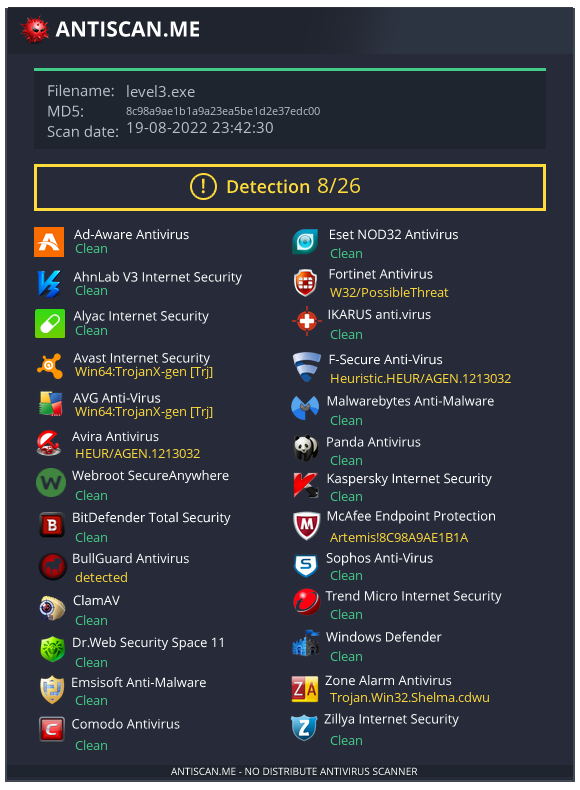 ANTISCAN.ME
Filename: level3.exe
MD5: 8c98a9ae1b1a9a23ea5be1d2e37edc00
Scan date: 19-08-2022 23:42:30
! Detection 8/26
Ad-Aware Antivirus
Clean
AhnLab V3 Internet Security
Clean
Alyac Internet Security
Clean
Avast Internet Security
Win64:TrojanX-gen [Trj]
AVG Anti-Virus
Win64:TrojanX-gen [Trj]
Avira Antivirus
HEUR/AGEN.1213032
W
Webroot SecureAnywhere
Clean
B
BitDefender Total Security
Clean
BullGuard Antivirus
detected
ClamAV
Clean
Dr.Web Security Space 11
Clean
Emsisoft Anti-Malware
Clean
C
Comodo Antivirus
Clean
Eset NOD32 Antivirus
Clean
Fortinet Antivirus
W32/PossibleThreat
IKARUS anti.virus
Clean
F-Secure Anti-Virus
Heuristic.HEUR/AGEN.1213032
Malwarebytes Anti-Malware
Clean
Panda Antivirus
Clean
Kaspersky Internet Security
Clean
M
McAfee Endpoint Protection
Artemis!8C98A9AE1B1A
S
Sophos Anti-Virus
Clean
Trend Micro Internet Security
Clean
Windows Defender
Clean
ZA
Zone Alarm Antivirus
Trojan.Win32.Shelma.cdwu
Z
Zillya Internet Security
Clean
ANTISCAN.ME - NO DISTRIBUTE ANTIVIRUS SCANNER